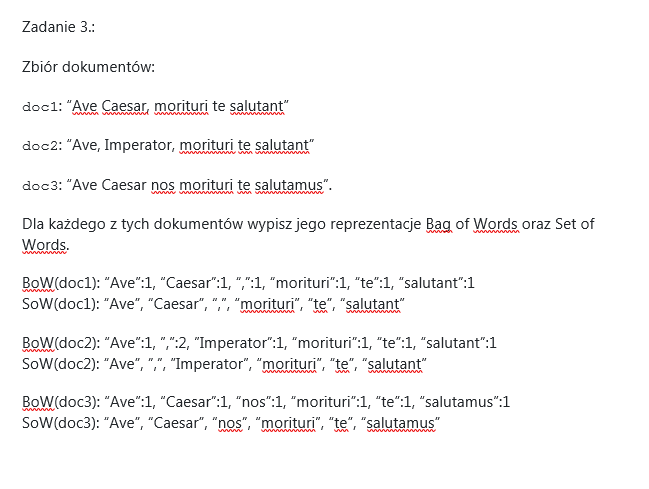 Zadanie 3.:
Zbiór dokumentów:
doc1: “Ave Caesar, morituri te salutant”
doc2: “Ave, Imperator, morituri te salutant”
doc3: “Ave Caesar nos morituri te salutamus”.
Dla każdego z tych dokumentów wypisz jego reprezentacje Bag of Words oraz Set of
Words.
BoW(doc1): “Ave”:1, “Caesar”:1, “,”:1, “morituri”:1, “te”:1, “salutant”:1
SoW(doc1): “Ave”, “Caesar”, “,”, “morituri”, “te”, “salutant”
BoW(doc2): “Ave”:1, “,”:2, “Imperator”:1, “morituri”:1, “te”:1, “salutant”:1
SoW(doc2): “Ave”, “,”, “Imperator”, “morituri”, “te”, “salutant”
BoW(doc3): “Ave”:1, “Caesar”:1, “nos”:1, “morituri”:1, “te”:1, “salutamus”:1
SoW(doc3): “Ave”, “Caesar”, “nos”, “morituri”, “te”, “salutamus”